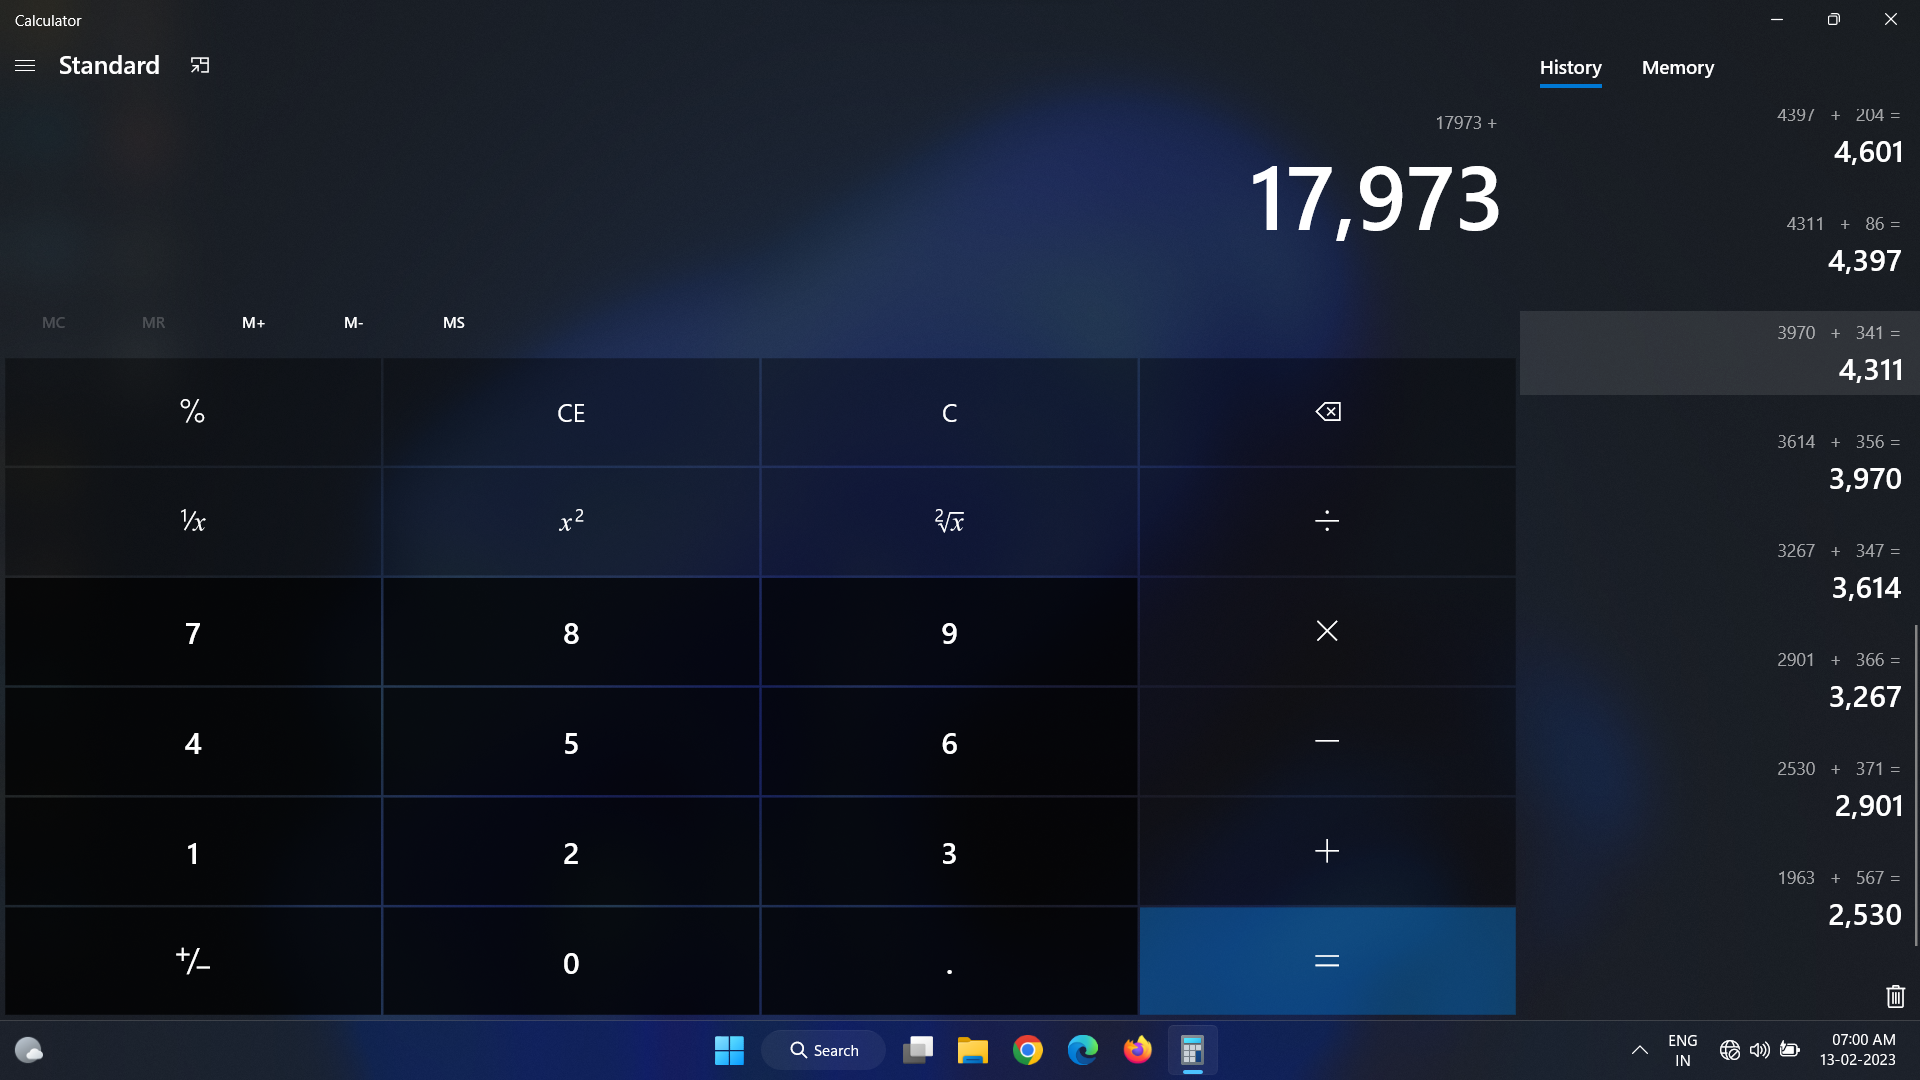 Calculator
Standard
History
Memory
17973 +
17,973
MC
MR
M+
M-
MS
%
CE
C
1/x
x²
²√x
÷
7
8
9
×
4
5
6
−
1
2
3
+
+/−
0
.
=
4397 + 204 =
4,601
4311 + 86 =
4,397
3970 + 341 =
4,311
3614 + 356 =
3,970
3267 + 347 =
3,614
2901 + 366 =
3,267
2530 + 371 =
2,901
1963 + 567 =
2,530
Search
ENG
IN
07:00 AM
13-02-2023